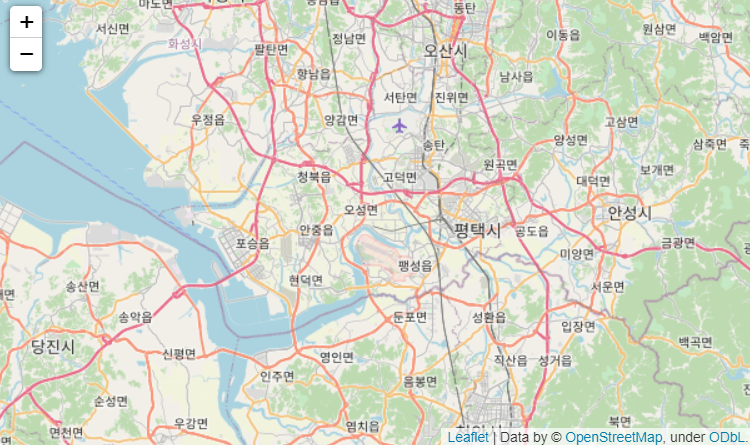 +
−
마도면
서신면
남양읍
정남면
동탄
팔탄면
오산시
이동읍
원삼면
백암면
화성시
향남읍
남사읍
서탄면
진위면
우정읍
양감면
고삼면
송탄
양성면
삼죽면
원곡면
보개면
청북읍
고덕면
대덕면
오성면
안성시
안중읍
평택시
공도읍
포승읍
금광면
미양면
팽성읍
현덕면
송산면
서운면
송악읍
둔포면
성환읍
입장면
당진시
백곡면
신평면
영인면
직산읍
성거읍
인주면
음봉면
순성면
우강면
염치읍
북면
면천면
Leaflet | Data by © OpenStreetMap, under ODbL